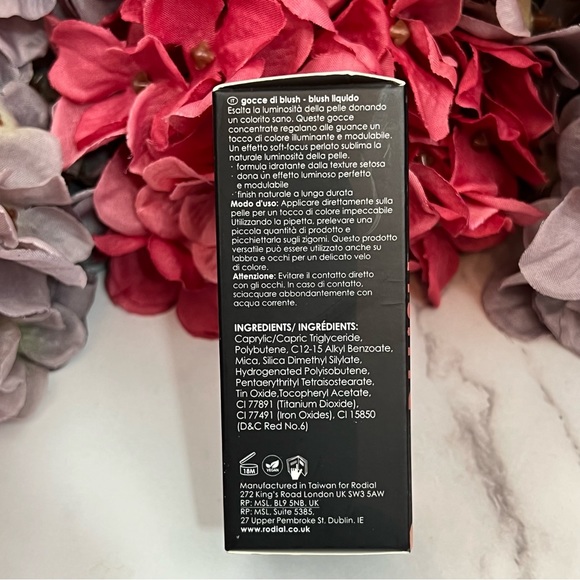 IT gocce di blush - blush liquido
Esalta la luminosità della pelle donando
un colorito sano. Queste gocce
concentrate regalano alle guance un
tocco di colore illuminante e modulabile.
Un effetto soft-focus perlato sublima la
naturale luminosità della pelle.
· formula idratante dalla texture setosa
· dona un effetto luminoso perfetto
e modulabile
· finish naturale a lunga durata
Modo d'uso: Applicare direttamente sulla
pelle per un tocco di colore impeccabile
Utilizzando la pipetta, prelevare una
piccola quantità di prodotto e
picchiettarla sugli zigomi. Questo prodotto
versatile può essere utilizzato anche su
labbra e occhi per un delicato velo
di colore.
Attenzione: Evitare il contatto diretto
con gli occhi. In caso di contatto,
sciacquare abbondantemente con
acqua corrente.
INGREDIENTS/ INGRÉDIENTS:
Caprylic/Capric Triglyceride,
Polybutene, C12-15 Alkyl Benzoate,
Mica, Silica Dimethyl Silylate,
Hydrogenated Polyisobutene,
Pentaerythrityl Tetraisostearate,
Tin Oxide,Tocopheryl Acetate,
CI 77891 (Titanium Dioxide),
CI 77491 (Iron Oxides), CI 15850
(D&C Red No.6)
18M VEGAN
Manufactured in Taiwan for Rodial
272 King's Road London UK SW3 5AW
RP: MSL, BL9 5NB, UK
RP: MSL, Suite 5385,
27 Upper Pembroke St, Dublin, IE
www.rodial.co.uk